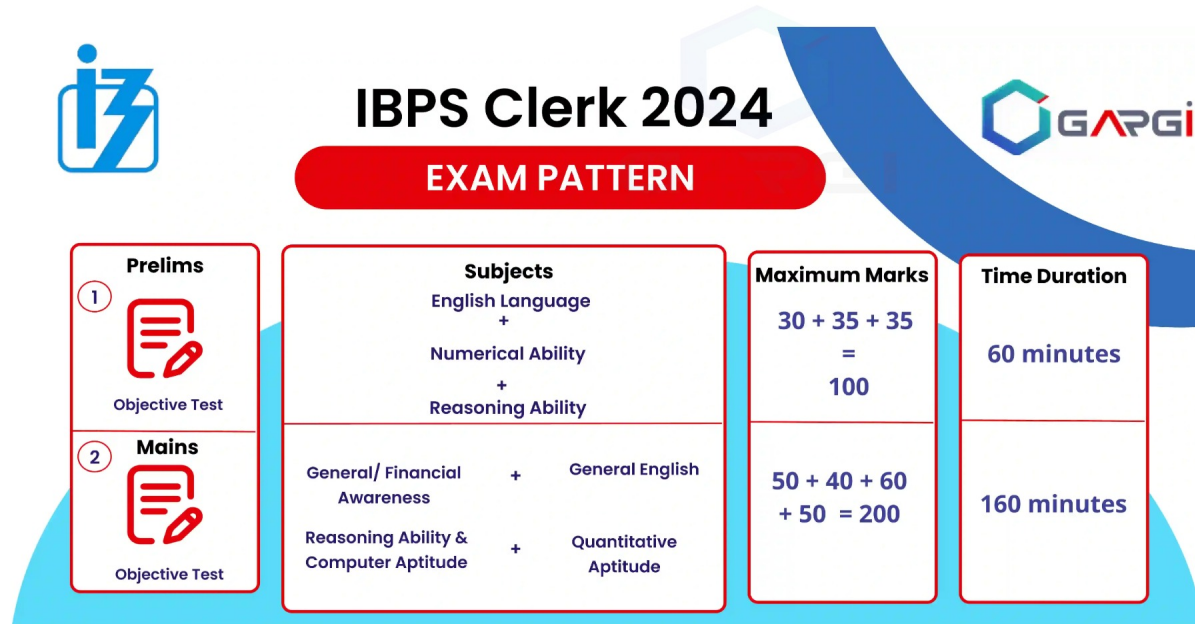 IBPS Clerk 2024
GARGI
EXAM PATTERN
Prelims
1
Objective Test
Subjects
English Language
+
Numerical Ability
+
Reasoning Ability
Maximum Marks
30 + 35 + 35
=
100
Time Duration
60 minutes
2
Mains
Objective Test
General/ Financial
Awareness
+
General English
Reasoning Ability &
Computer Aptitude
+
Quantitative
Aptitude
50 + 40 + 60
+ 50 = 200
160 minutes